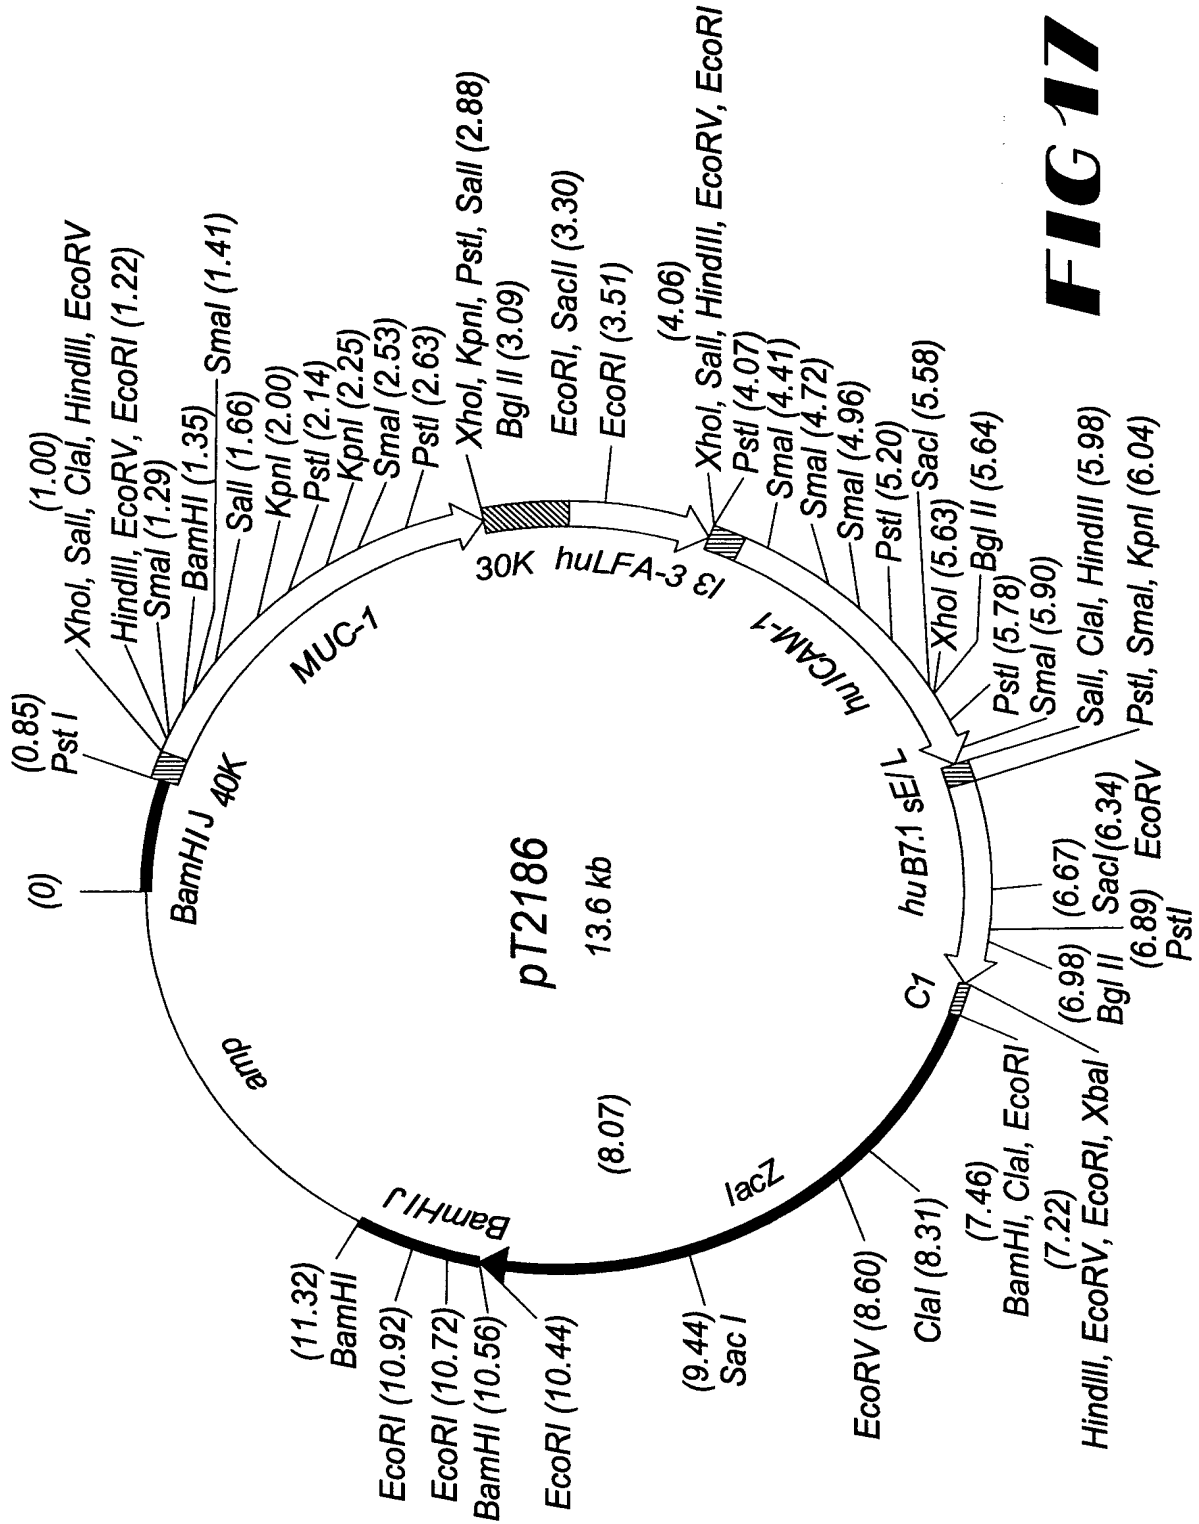 (0)
(0.85)
Pst I
(1.00)
XhoI, SalI, ClaI, HindIII, EcoRV
HindIII, EcoRV, EcoRI (1.22)
SmaI (1.29)
BamHI (1.35)
SmaI (1.41)
SalI (1.66)
KpnI (2.00)
PstI (2.14)
KpnI (2.25)
SmaI (2.53)
PstI (2.63)
XhoI, KpnI, PstI, SalI (2.88)
Bgl II (3.09)
EcoRI, SacII (3.30)
EcoRI (3.51)
(4.06)
XhoI, SalI, HindIII, EcoRV, EcoRI
PstI (4.07)
SmaI (4.41)
SmaI (4.72)
SmaI (4.96)
PstI (5.20)
SacI (5.58)
XhoI (5.63)
Bgl II (5.64)
PstI (5.78)
SmaI (5.90)
SalI, ClaI, HindIII (5.98)
PstI, SmaI, KpnI (6.04)
(6.34)
EcoRV
(6.67)
SacI
(6.89)
PstI
(6.98)
Bgl II
(7.22)
HindIII, EcoRV, EcoRI, XbaI
(7.46)
BamHI, ClaI, EcoRI
ClaI (8.31)
EcoRV (8.60)
(9.44)
Sac I
EcoRI (10.44)
BamHI (10.56)
EcoRI (10.72)
EcoRI (10.92)
(11.32)
BamHI
BamHI J
40K
MUC-1
30K
huLFA-3
I3
huICAM-1
sE/L
huB7.1
C1
lacZ
BamHI J
amp
pT2186
13.6 kb
(8.07)
FIG 17